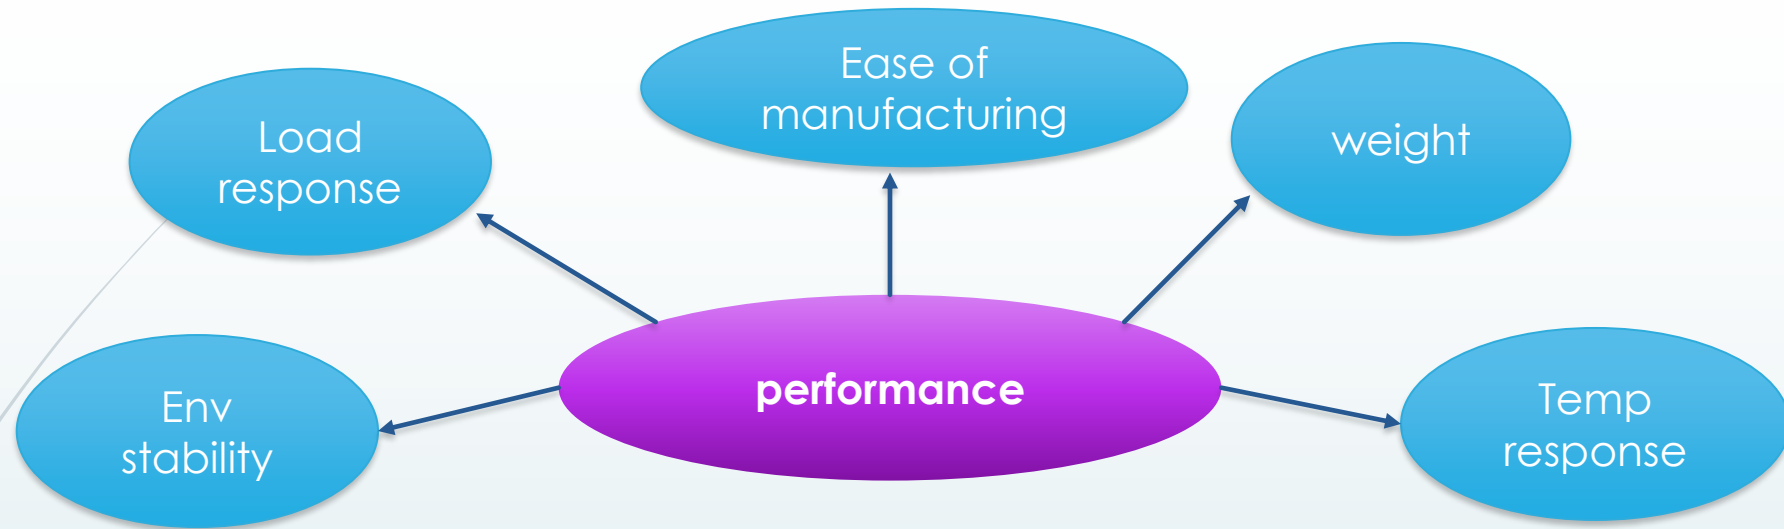 Ease of
manufacturing
Load
response
weight
Env
stability
performance
Temp
response